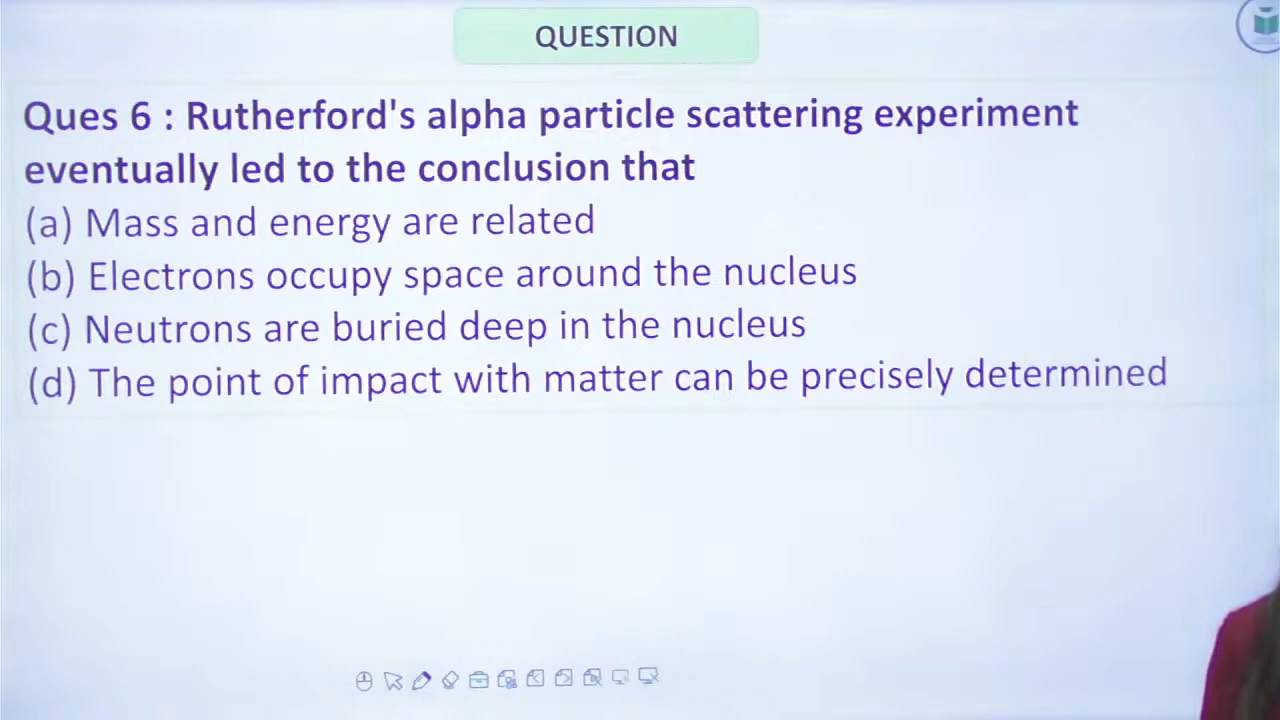 QUESTION
Ques 6 : Rutherford's alpha particle scattering experiment
eventually led to the conclusion that
(a) Mass and energy are related
(b) Electrons occupy space around the nucleus
(c) Neutrons are buried deep in the nucleus
(d) The point of impact with matter can be precisely determined